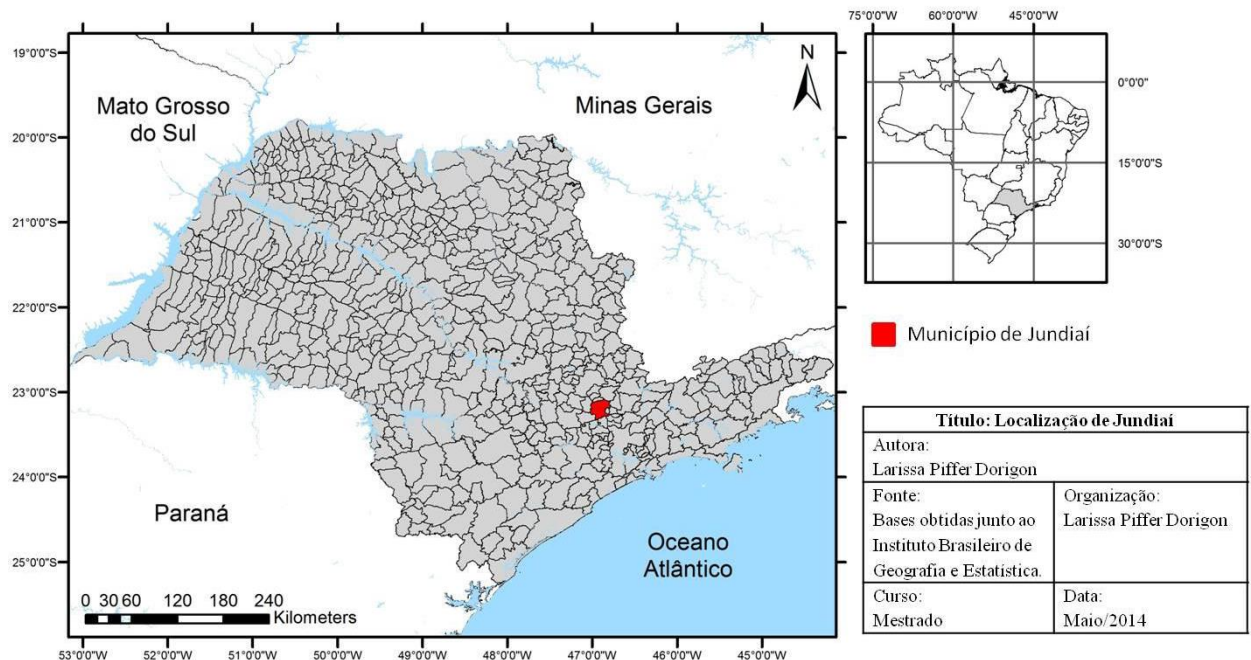 75°0'0"W 60°0'0"W 45°0'0"W
19°0'0"S
20°0'0"S
21°0'0"S
22°0'0"S
23°0'0"S
24°0'0"S
25°0'0"S
Mato Grosso
do Sul
Minas Gerais
N
Paraná
Oceano
Atlântico
0 30 60 120 180 240
Kilometers
53°0'0"W 52°0'0"W 51°0'0"W 50°0'0"W 49°0'0"W 48°0'0"W 47°0'0"W 46°0'0"W 45°0'0"W
0°0'0"
15°0'0"S
30°0'0"S
Município de Jundiaí
Título: Localização de Jundiaí
Autora:
Larissa Piffer Dorigon
Fonte:
Bases obtidas junto ao
Instituto Brasileiro de
Geografia e Estatística.
Organização:
Larissa Piffer Dorigon
Curso:
Mestrado
Data:
Maio/2014